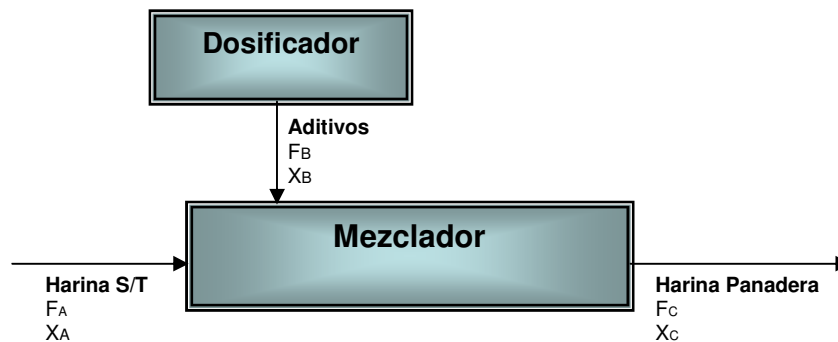 Dosificador
Aditivos
FB
XB
Mezclador
Harina S/T
FA
XA
Harina Panadera
FC
XC